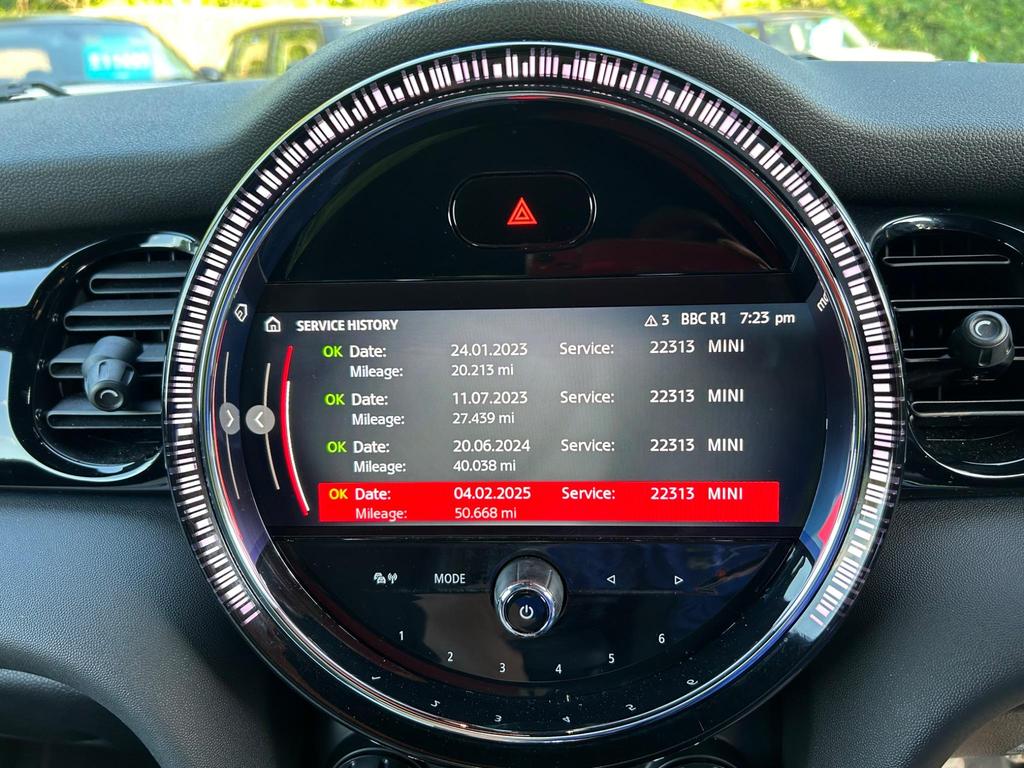 SERVICE HISTORY 3 BBC R1 7:23 pm
OK Date: 24.01.2023 Service: 22313 MINI
Mileage: 20.213 mi
OK Date: 11.07.2023 Service: 22313 MINI
Mileage: 27.439 mi
OK Date: 20.06.2024 Service: 22313 MINI
Mileage: 40.038 mi
OK Date: 04.02.2025 Service: 22313 MINI
Mileage: 50.668 mi
MODE
1 2 3 4 5 6